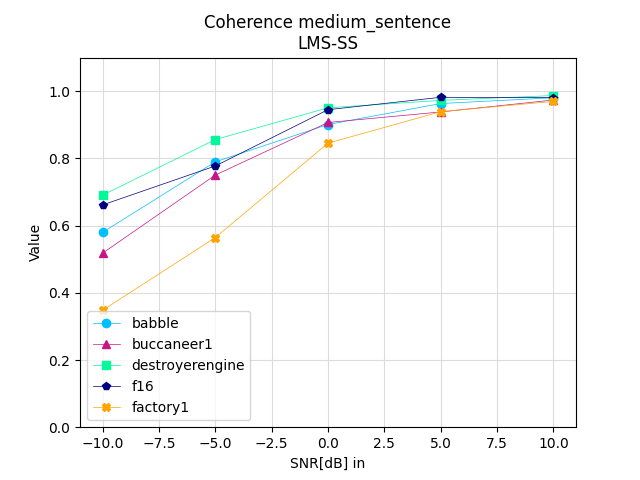 Coherence medium_sentence
LMS-SS
Value
1.0
0.8
0.6
0.4
0.2
0.0
babble
buccaneer1
destroyerengine
f16
factory1
−10.0 −7.5 −5.0 −2.5 0.0 2.5 5.0 7.5 10.0
SNR[dB] in